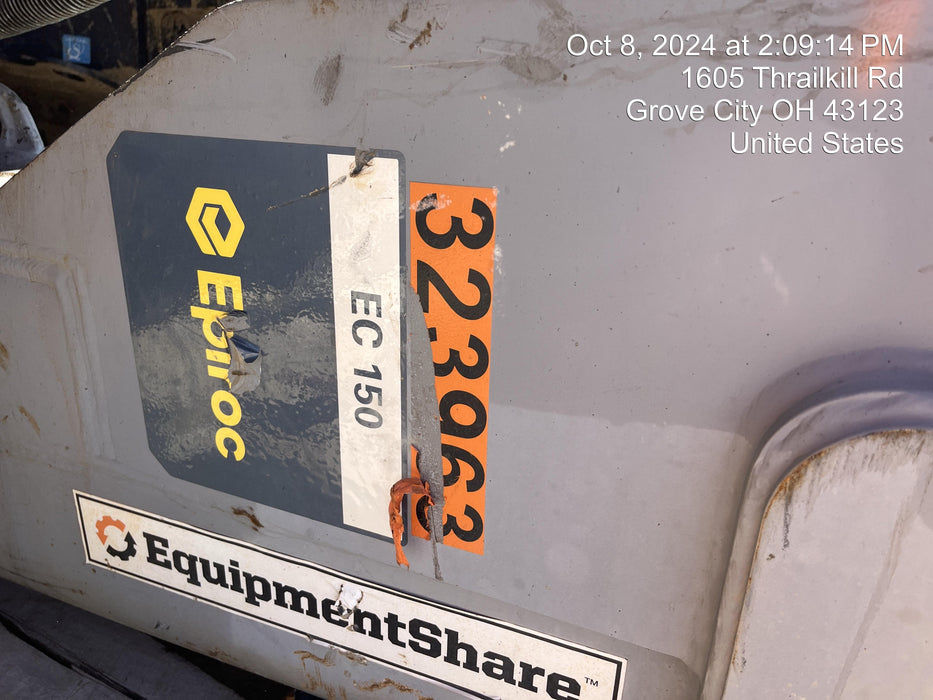 Oct 8, 2024 at 2:09:14 PM
1605 Thrailkill Rd
Grove City OH 43123
United States
Epiroc
EC 150
323963
EquipmentShare™